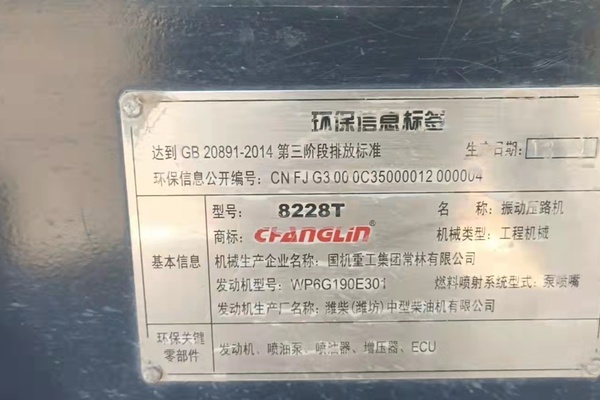 环保信息标签
达到 GB 20891-2014 第三阶段排放标准 生产日期:
环保信息公开编号: CN FJ G3 00 0C35000012 000004
型号: 8228T 名 称: 振动压路机
商标: CHANGLIN® 机械类型: 工程机械
基本信息
机械生产企业名称: 国机重工集团常林有限公司
发动机型号: WP6G190E301 燃料喷射系统型式: 泵喷嘴
发动机生产厂名称: 潍柴(潍坊)中型柴油机有限公司
环保关键
零部件
发动机、喷油泵、喷油器、增压器、ECU